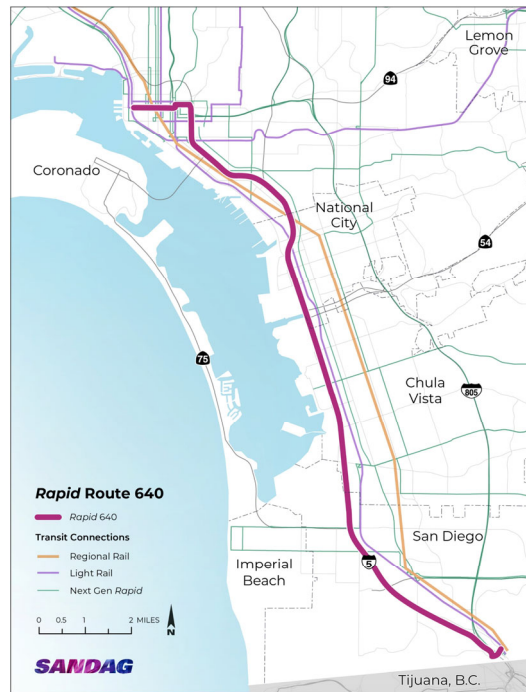 Lemon
Grove
94
Coronado
National
City
54
75
Chula
Vista
805
Rapid Route 640
Rapid 640
Transit Connections
Regional Rail
Light Rail
Next Gen Rapid
0 0.5 1 2 MILES
N
SANDAG
San Diego
Imperial
Beach
5
Tijuana, B.C.